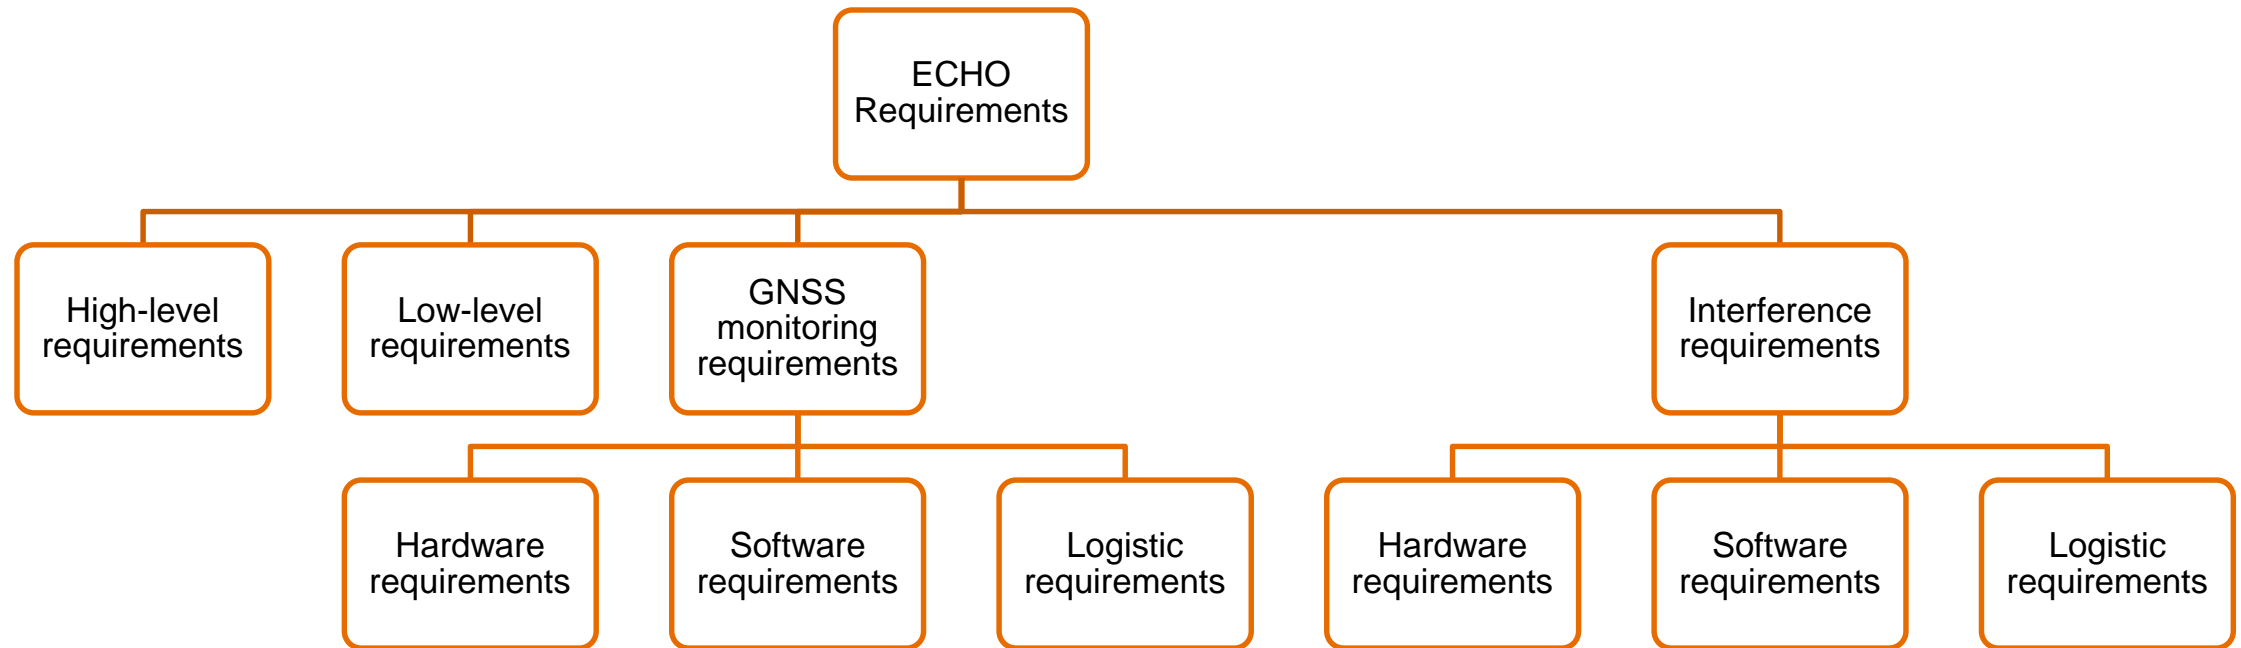 ECHO
Requirements
High-level
requirements
Low-level
requirements
GNSS
monitoring
requirements
Interference
requirements
Hardware
requirements
Software
requirements
Logistic
requirements
Hardware
requirements
Software
requirements
Logistic
requirements